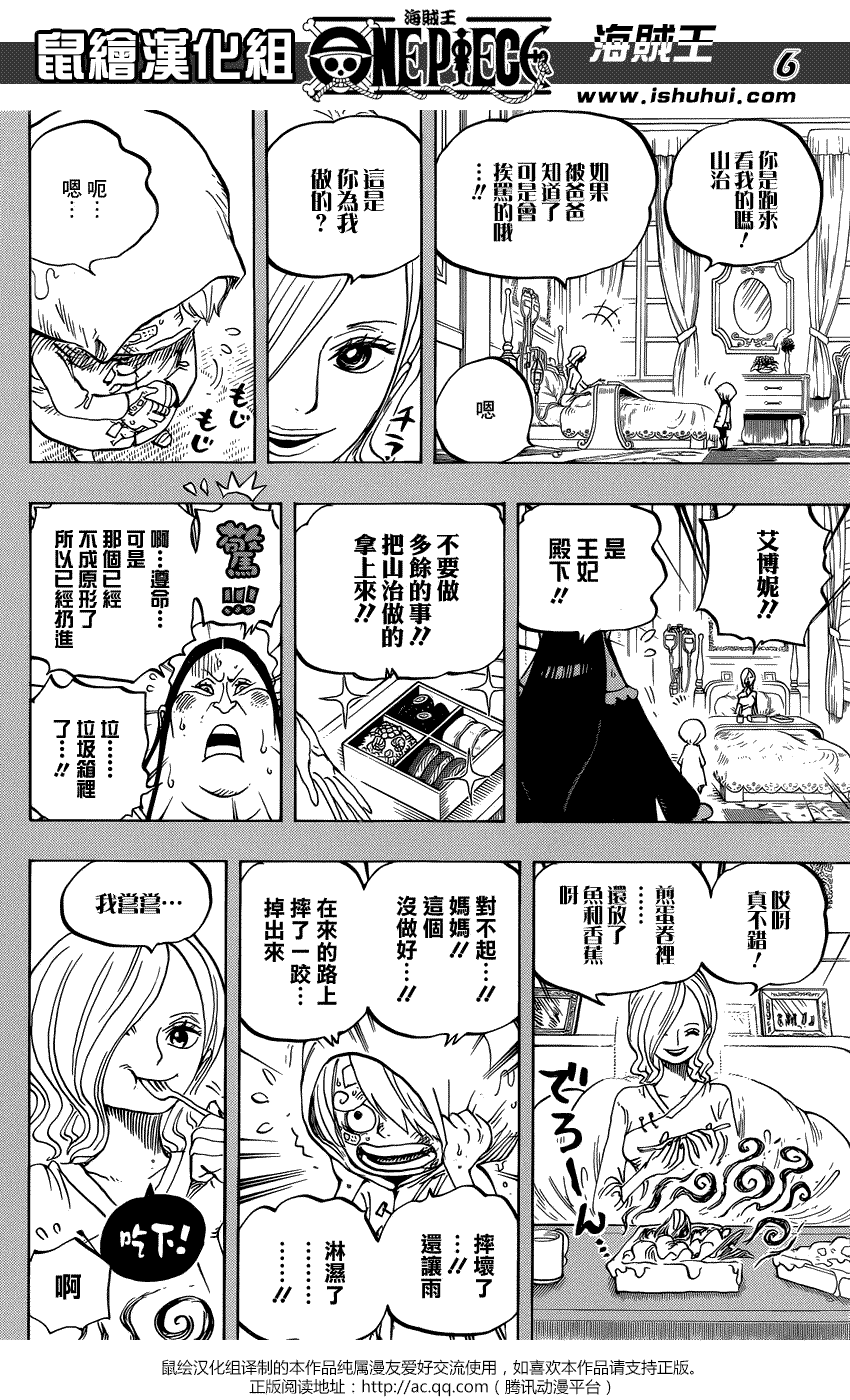 鼠繪漢化組
海賊王
ONE PIECE
海賊王
6
www.ishuhui.com
你是跑來
看我的嗎！
山治
如果
被爸爸
知道了
可是會
挨罵的哦
…!!
嗯
這是
你為我
做的？
チラ
呃…
嗯…
もじ
もじ
艾博妮!!
是
王妃
殿下!!
不要做
多餘的事!!
把山治做的
拿上來!!
驚!!!
啊…遵命…
可是
那個已經
不成原形了
所以已經扔進
垃……
垃圾箱裡
了…!!
哎呀
真不錯！
煎蛋卷裡
……
還放了
魚和香蕉
呀
でろーん…
對不起…!!
媽媽!!
這個
沒做好…!!
在來的路上
摔了一跤…
掉出來
摔壞了
…!!
還讓雨
淋濕了
……
……!!
我嘗嘗…
吃下!
啊
鼠绘汉化组译制的本作品纯属漫友爱好交流使用，如喜欢本作品请支持正版。
正版阅读地址：http://ac.qq.com（腾讯动漫平台）